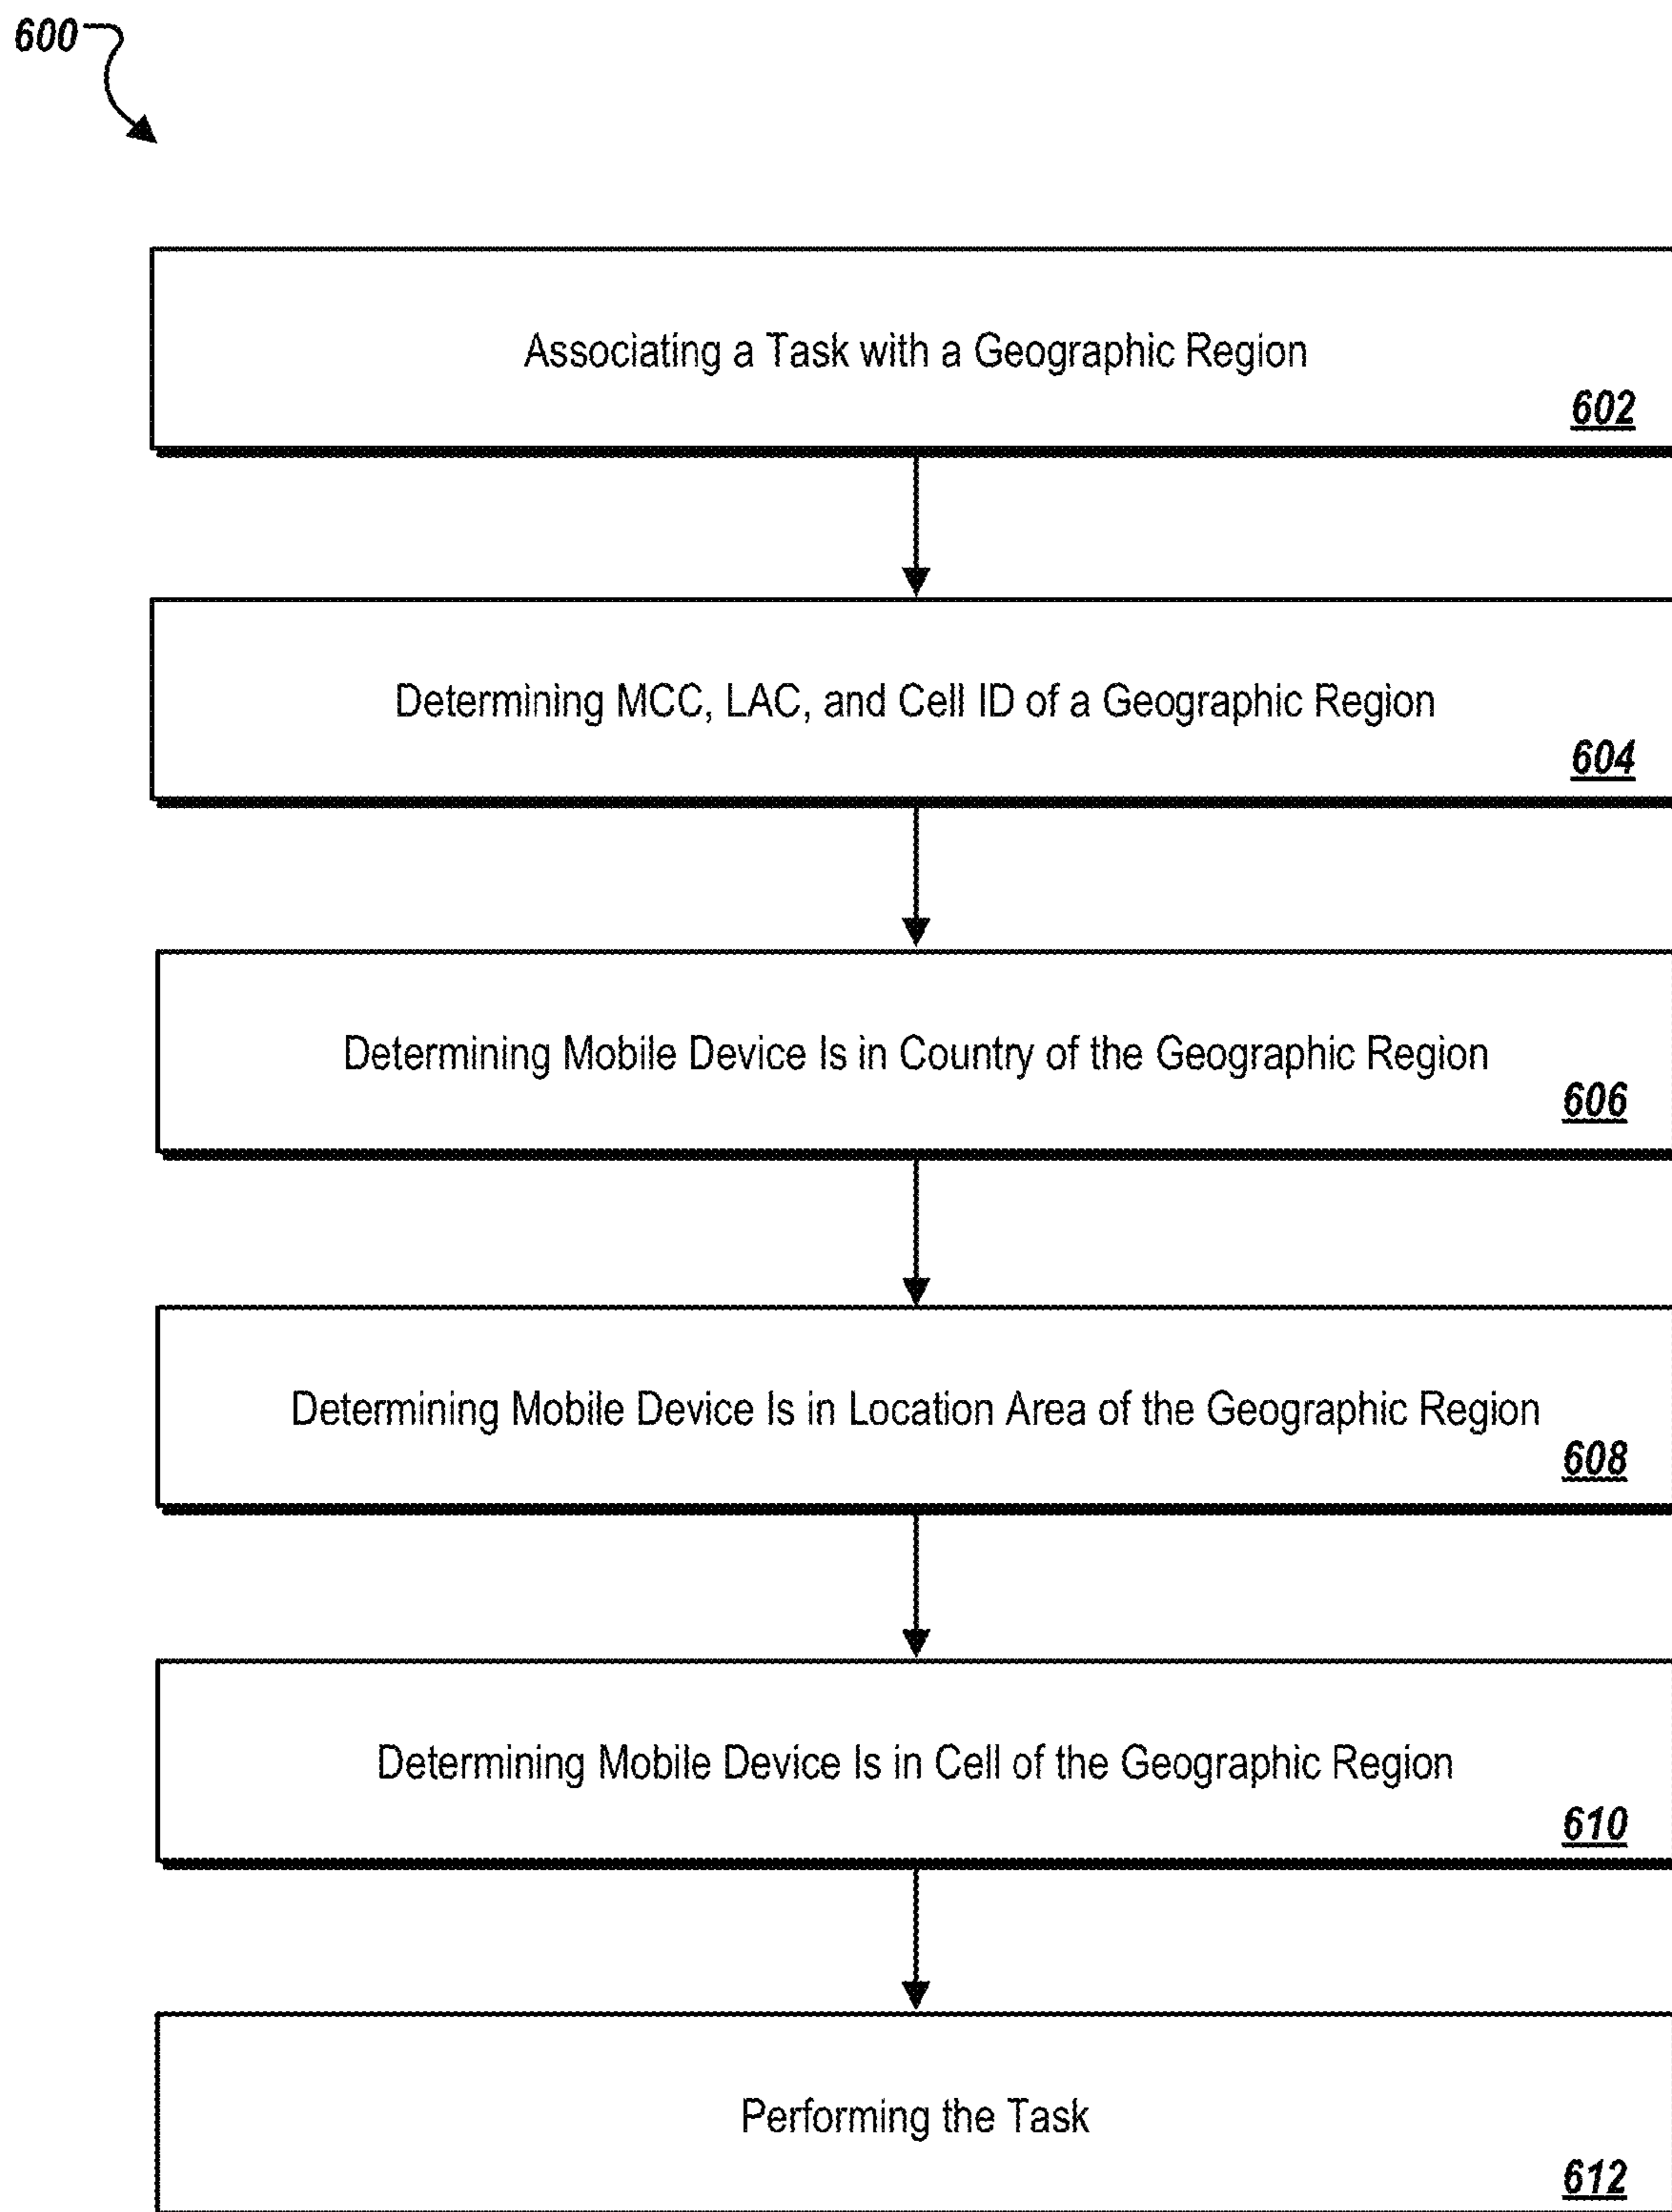 600
Associating a Task with a Geographic Region
602
Determining MCC, LAC, and Cell ID of a Geographic Region
604
Determining Mobile Device Is in Country of the Geographic Region
606
Determining Mobile Device Is in Location Area of the Geographic Region
608
Determining Mobile Device Is in Cell of the Geographic Region
610
Performing the Task
612